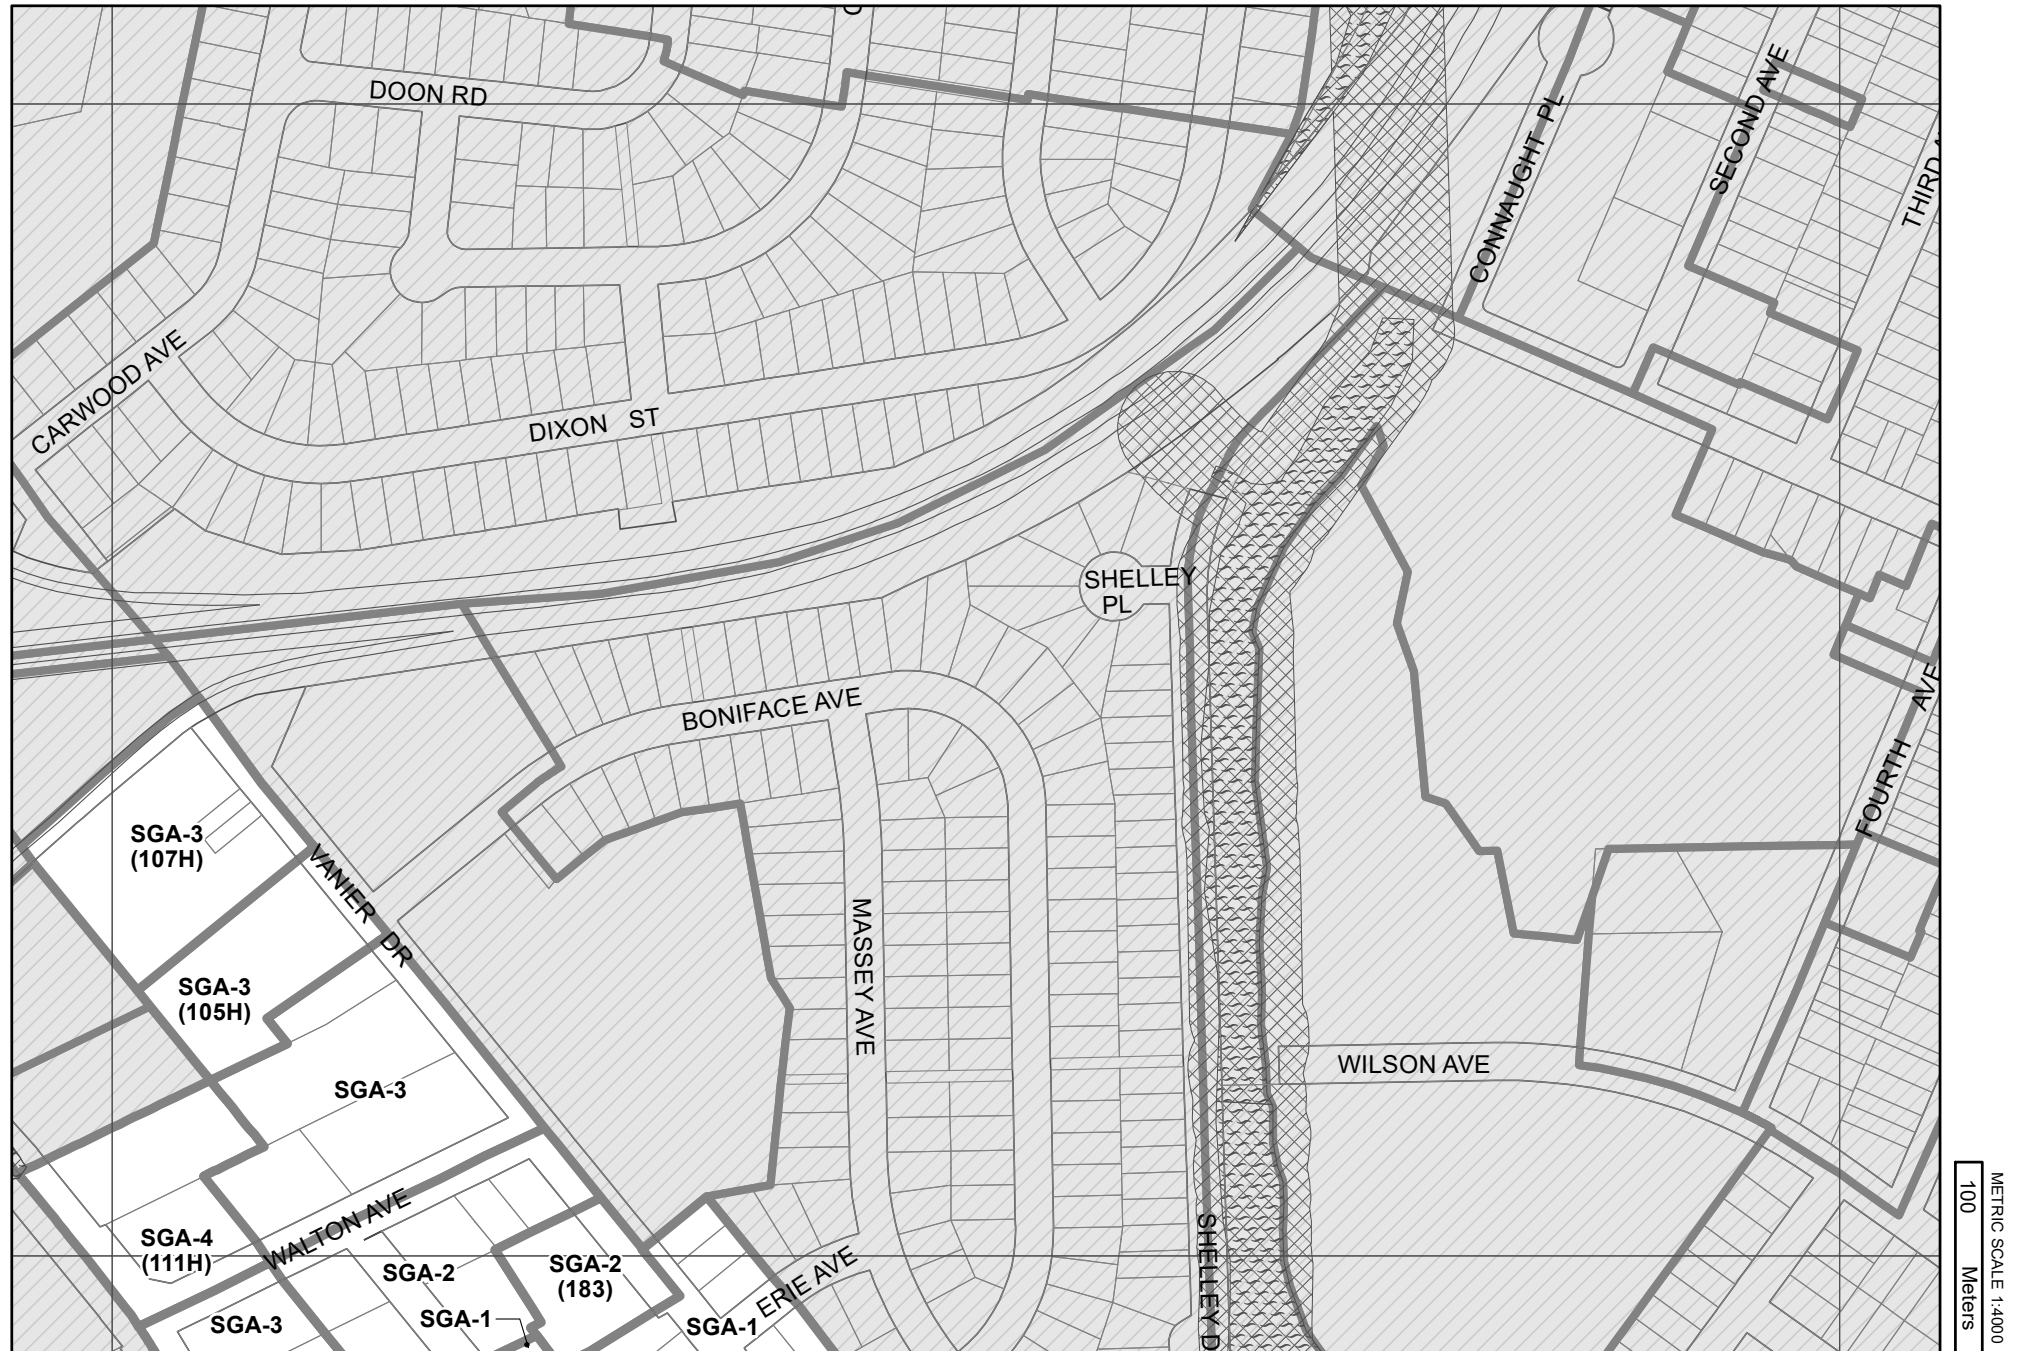 DOON RD
CONNAUGHT PL
SECOND AVE
THIRD
CARWOOD AVE
DIXON ST
SHELLEY
PL
BONIFACE AVE
FOURTH AVE
SGA-3
(107H)
VANIER DR
MASSEY AVE
SGA-3
(105H)
WILSON AVE
SGA-3
WALTON AVE
SGA-4
(111H)
SGA-2
SGA-2
(183)
ERIE AVE
SHELLEY D
SGA-3
SGA-1
SGA-1
METRIC SCALE 1:4000
100 Meters